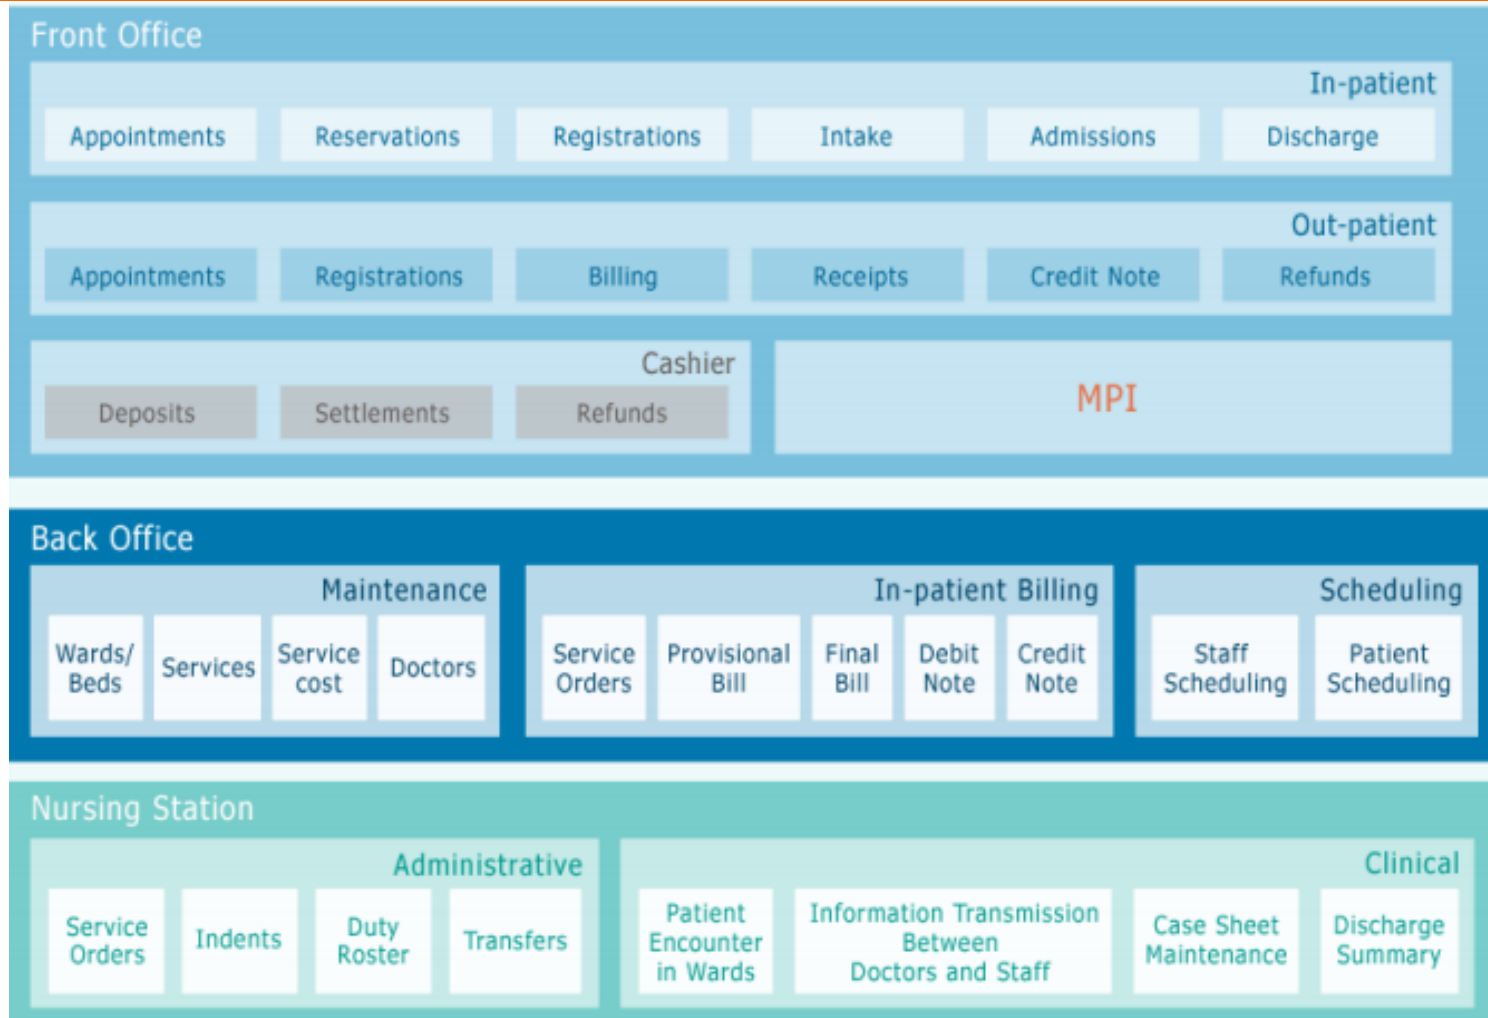 Front Office
In-patient
Appointments
Reservations
Registrations
Intake
Admissions
Discharge
Out-patient
Appointments
Registrations
Billing
Receipts
Credit Note
Refunds
Cashier
Deposits
Settlements
Refunds
MPI
Back Office
Maintenance
Wards/
Beds
Services
Service
cost
Doctors
In-patient Billing
Service
Orders
Provisional
Bill
Final
Bill
Debit
Note
Credit
Note
Scheduling
Staff
Scheduling
Patient
Scheduling
Nursing Station
Administrative
Service
Orders
Indents
Duty
Roster
Transfers
Clinical
Patient
Encounter
in Wards
Information Transmission
Between
Doctors and Staff
Case Sheet
Maintenance
Discharge
Summary